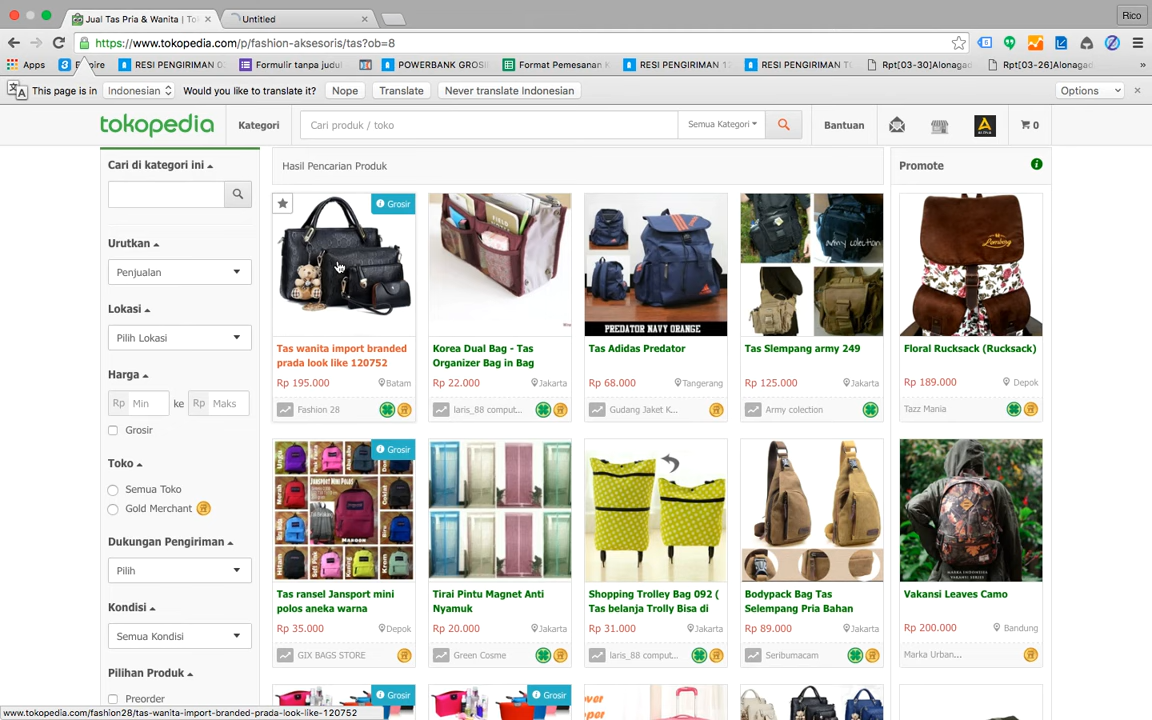 Jual Tas Pria & Wanita | To
Untitled
Rico
https://www.tokopedia.com/p/fashion-aksesoris/tas?ob=8
Apps
RESI PENGIRIMAN 0
Formulir tanpa judul
POWERBANK GROSI
Format Pemesanan K
RESI PENGIRIMAN 12
RESI PENGIRIMAN T
Rpt[03-30]Alonaga
Rpt[03-26]Alonaga
»
This page is in
Indonesian
Would you like to translate it?
Nope
Translate
Never translate Indonesian
Options
tokopedia
Kategori
Cari produk / toko
Semua Kategori
Bantuan
0
Cari di kategori ini
Urutkan
Penjualan
Lokasi
Pilih Lokasi
Harga
Rp Min ke Rp Maks
Grosir
Toko
Semua Toko
Gold Merchant
Dukungan Pengiriman
Pilih
Kondisi
Semua Kondisi
Pilihan Produk
Preorder
Hasil Pencarian Produk
Grosir
Tas wanita import branded
prada look like 120752
Rp 195.000 Batam
Fashion 28
Korea Dual Bag - Tas
Organizer Bag in Bag
Rp 22.000 Jakarta
laris_88 comput...
PREDATOR NAVY ORANGE
Tas Adidas Predator
Rp 68.000 Tangerang
Gudang Jaket K...
Army colection
Tas Slempang army 249
Rp 125.000 Jakarta
Army colection
Grosir
JANSPORT MINI POLOS
Tas ransel Jansport mini
polos aneka warna
Rp 35.000 Depok
GIX BAGS STORE
Tirai Pintu Magnet Anti
Nyamuk
Rp 20.000 Jakarta
Green Cosme
Shopping Trolley Bag 092 (
Tas belanja Trolly Bisa di
Rp 31.000 Jakarta
laris_88 comput...
Bodypack Bag Tas
Selempang Pria Bahan
Rp 89.000 Jakarta
Seribumacam
Grosir
Grosir
Promote
Floral Rucksack (Rucksack)
Rp 189.000 Depok
Tazz Mania
Vakansi Leaves Camo
Rp 200.000 Bandung
Marka Urban...
www.tokopedia.com/fashion28/tas-wanita-import-branded-prada-look-like-120752